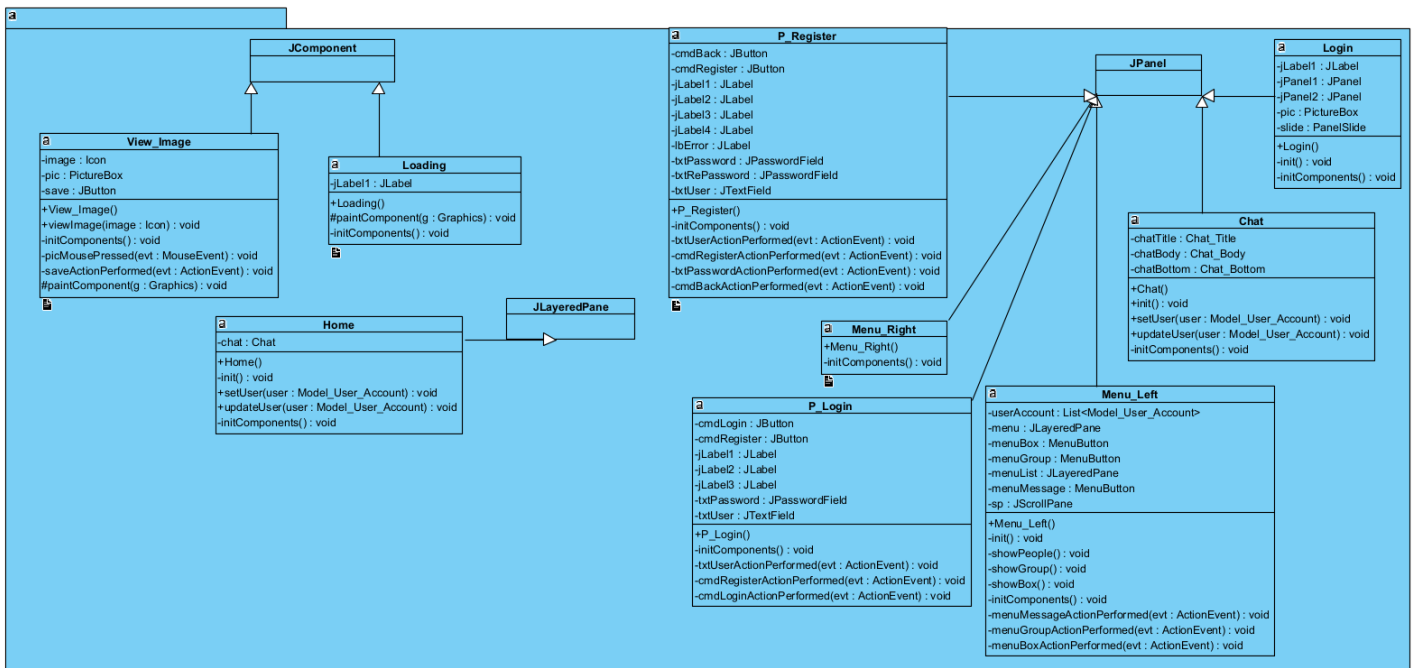 a
JComponent
a
View_Image
-image : Icon
-pic : PictureBox
-save : JButton
+View_Image()
+viewImage(image : Icon) : void
-initComponents() : void
-picMousePressed(evt : MouseEvent) : void
-saveActionPerformed(evt : ActionEvent) : void
#paintComponent(g : Graphics) : void
a
Loading
-jLabel1 : JLabel
+Loading()
#paintComponent(g : Graphics) : void
-initComponents() : void
a
Home
-chat : Chat
+Home()
-init() : void
+setUser(user : Model_User_Account) : void
+updateUser(user : Model_User_Account) : void
-initComponents() : void
JLayeredPane
a
P_Register
-cmdBack : JButton
-cmdRegister : JButton
-jLabel1 : JLabel
-jLabel2 : JLabel
-jLabel3 : JLabel
-jLabel4 : JLabel
-lbError : JLabel
-txtPassword : JPasswordField
-txtRePassword : JPasswordField
-txtUser : JTextField
+P_Register()
-initComponents() : void
-txtUserActionPerformed(evt : ActionEvent) : void
-cmdRegisterActionPerformed(evt : ActionEvent) : void
-txtPasswordActionPerformed(evt : ActionEvent) : void
-cmdBackActionPerformed(evt : ActionEvent) : void
JPanel
a
Login
-jLabel1 : JLabel
-jPanel1 : JPanel
-jPanel2 : JPanel
-pic : PictureBox
-slide : PanelSlide
+Login()
-init() : void
-initComponents() : void
a
Chat
-chatTitle : Chat_Title
-chatBody : Chat_Body
-chatBottom : Chat_Bottom
+Chat()
+init() : void
+setUser(user : Model_User_Account) : void
+updateUser(user : Model_User_Account) : void
-initComponents() : void
a
Menu_Right
+Menu_Right()
-initComponents() : void
a
P_Login
-cmdLogin : JButton
-cmdRegister : JButton
-jLabel1 : JLabel
-jLabel2 : JLabel
-jLabel3 : JLabel
-txtPassword : JPasswordField
-txtUser : JTextField
+P_Login()
-initComponents() : void
-txtUserActionPerformed(evt : ActionEvent) : void
-cmdRegisterActionPerformed(evt : ActionEvent) : void
-cmdLoginActionPerformed(evt : ActionEvent) : void
a
Menu_Left
-userAccount : List<Model_User_Account>
-menu : JLayeredPane
-menuBox : MenuButton
-menuGroup : MenuButton
-menuList : JLayeredPane
-menuMessage : MenuButton
-sp : JScrollPane
+Menu_Left()
-init() : void
-showPeople() : void
-showGroup() : void
-showBox() : void
-initComponents() : void
-menuMessageActionPerformed(evt : ActionEvent) : void
-menuGroupActionPerformed(evt : ActionEvent) : void
-menuBoxActionPerformed(evt : ActionEvent) : void